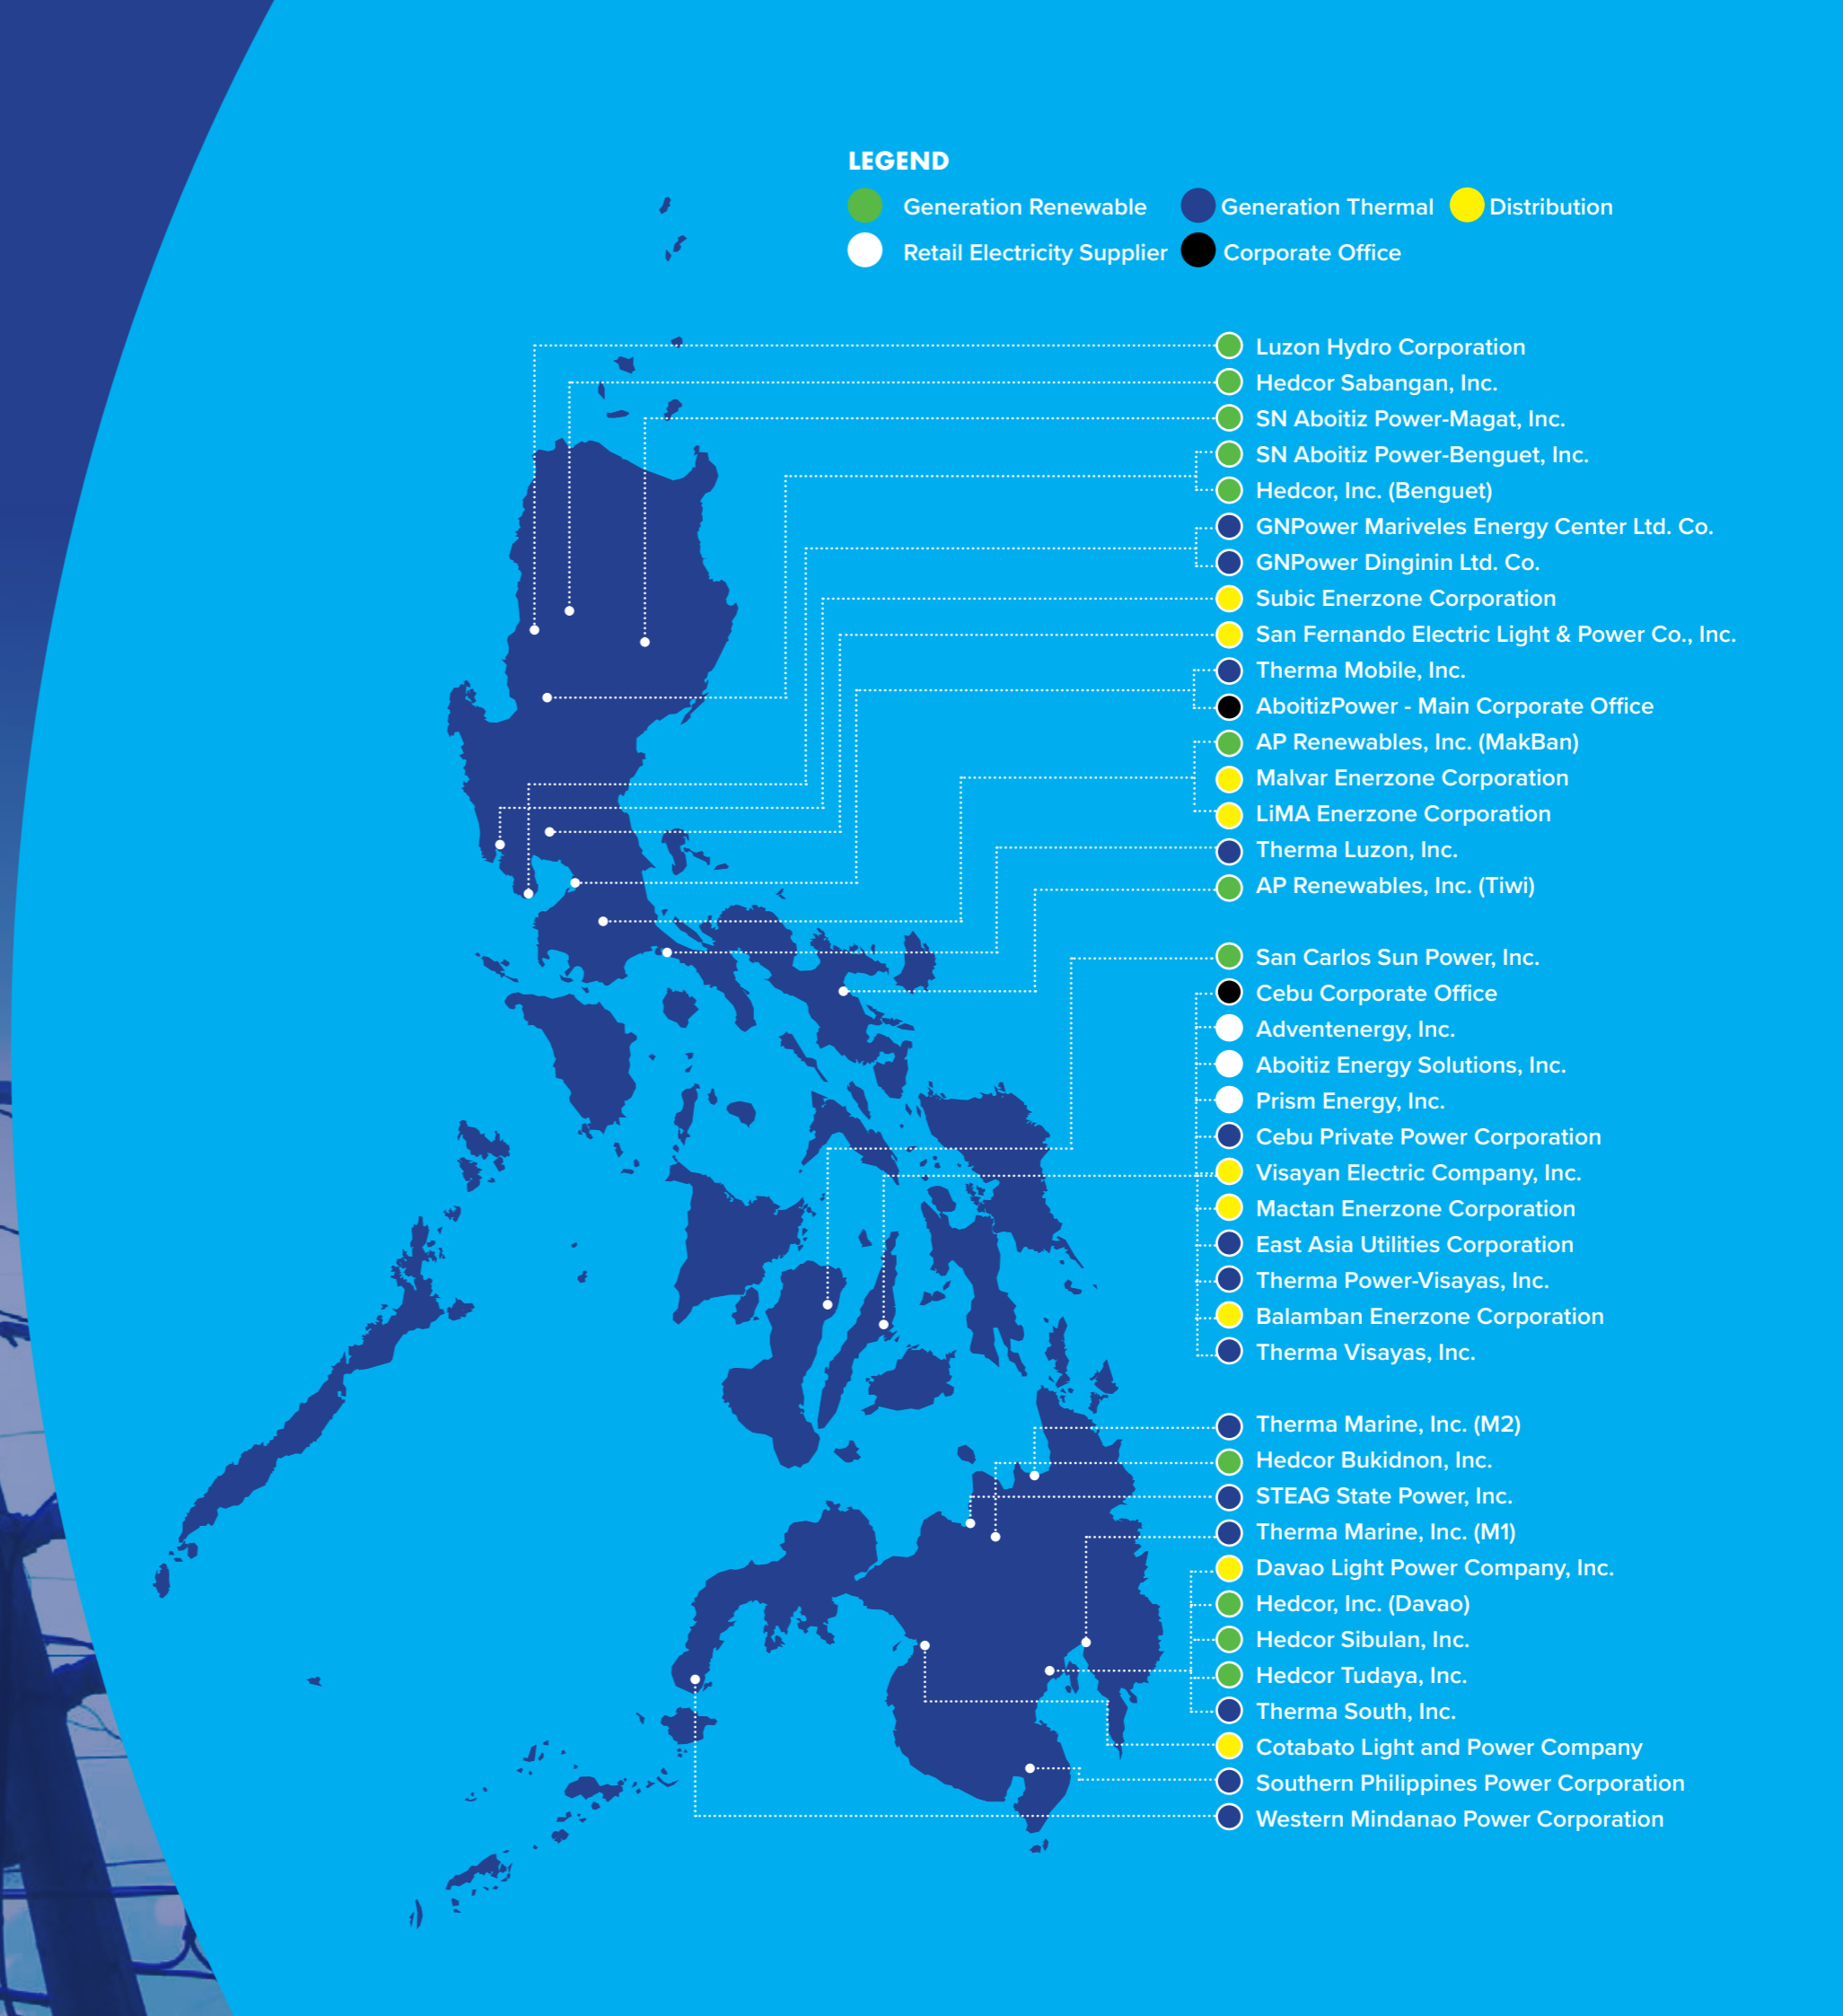 LEGEND
Generation Renewable
Generation Thermal
Distribution
Retail Electricity Supplier
Corporate Office
Luzon Hydro Corporation
Hedcor Sabangan, Inc.
SN Aboitiz Power-Magat, Inc.
SN Aboitiz Power-Benguet, Inc.
Hedcor, Inc. (Benguet)
GNPower Mariveles Energy Center Ltd. Co.
GNPower Dinginin Ltd. Co.
Subic Enerzone Corporation
San Fernando Electric Light & Power Co., Inc.
Therma Mobile, Inc.
AboitizPower - Main Corporate Office
AP Renewables, Inc. (MakBan)
Malvar Enerzone Corporation
LiMA Enerzone Corporation
Therma Luzon, Inc.
AP Renewables, Inc. (Tiwi)
San Carlos Sun Power, Inc.
Cebu Corporate Office
Adventenergy, Inc.
Aboitiz Energy Solutions, Inc.
Prism Energy, Inc.
Cebu Private Power Corporation
Visayan Electric Company, Inc.
Mactan Enerzone Corporation
East Asia Utilities Corporation
Therma Power-Visayas, Inc.
Balamban Enerzone Corporation
Therma Visayas, Inc.
Therma Marine, Inc. (M2)
Hedcor Bukidnon, Inc.
STEAG State Power, Inc.
Therma Marine, Inc. (M1)
Davao Light Power Company, Inc.
Hedcor, Inc. (Davao)
Hedcor Sibulan, Inc.
Hedcor Tudaya, Inc.
Therma South, Inc.
Cotabato Light and Power Company
Southern Philippines Power Corporation
Western Mindanao Power Corporation